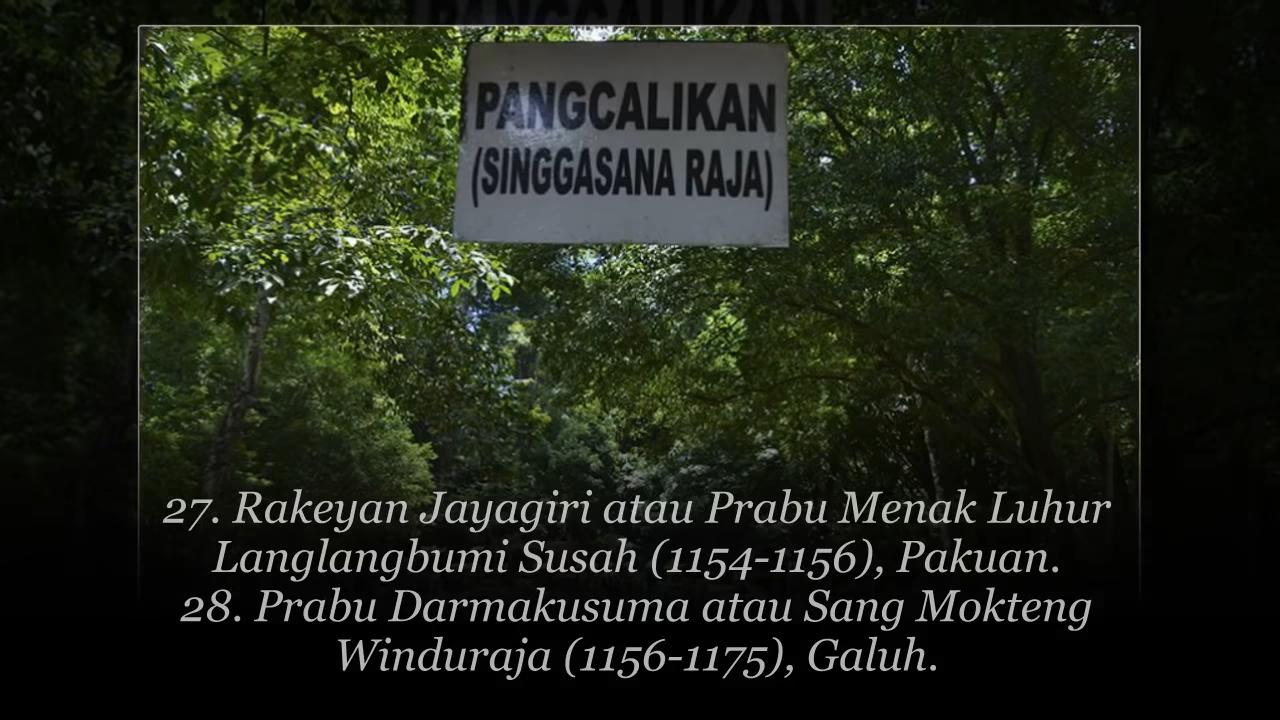 PANGCALIKAN
(SINGGASANA RAJA)
27. Rakeyan Jayagiri atau Prabu Menak Luhur
Langlangbumi Susah (1154-1156), Pakuan.
28. Prabu Darmakusuma atau Sang Mokteng
Winduraja (1156-1175), Galuh.